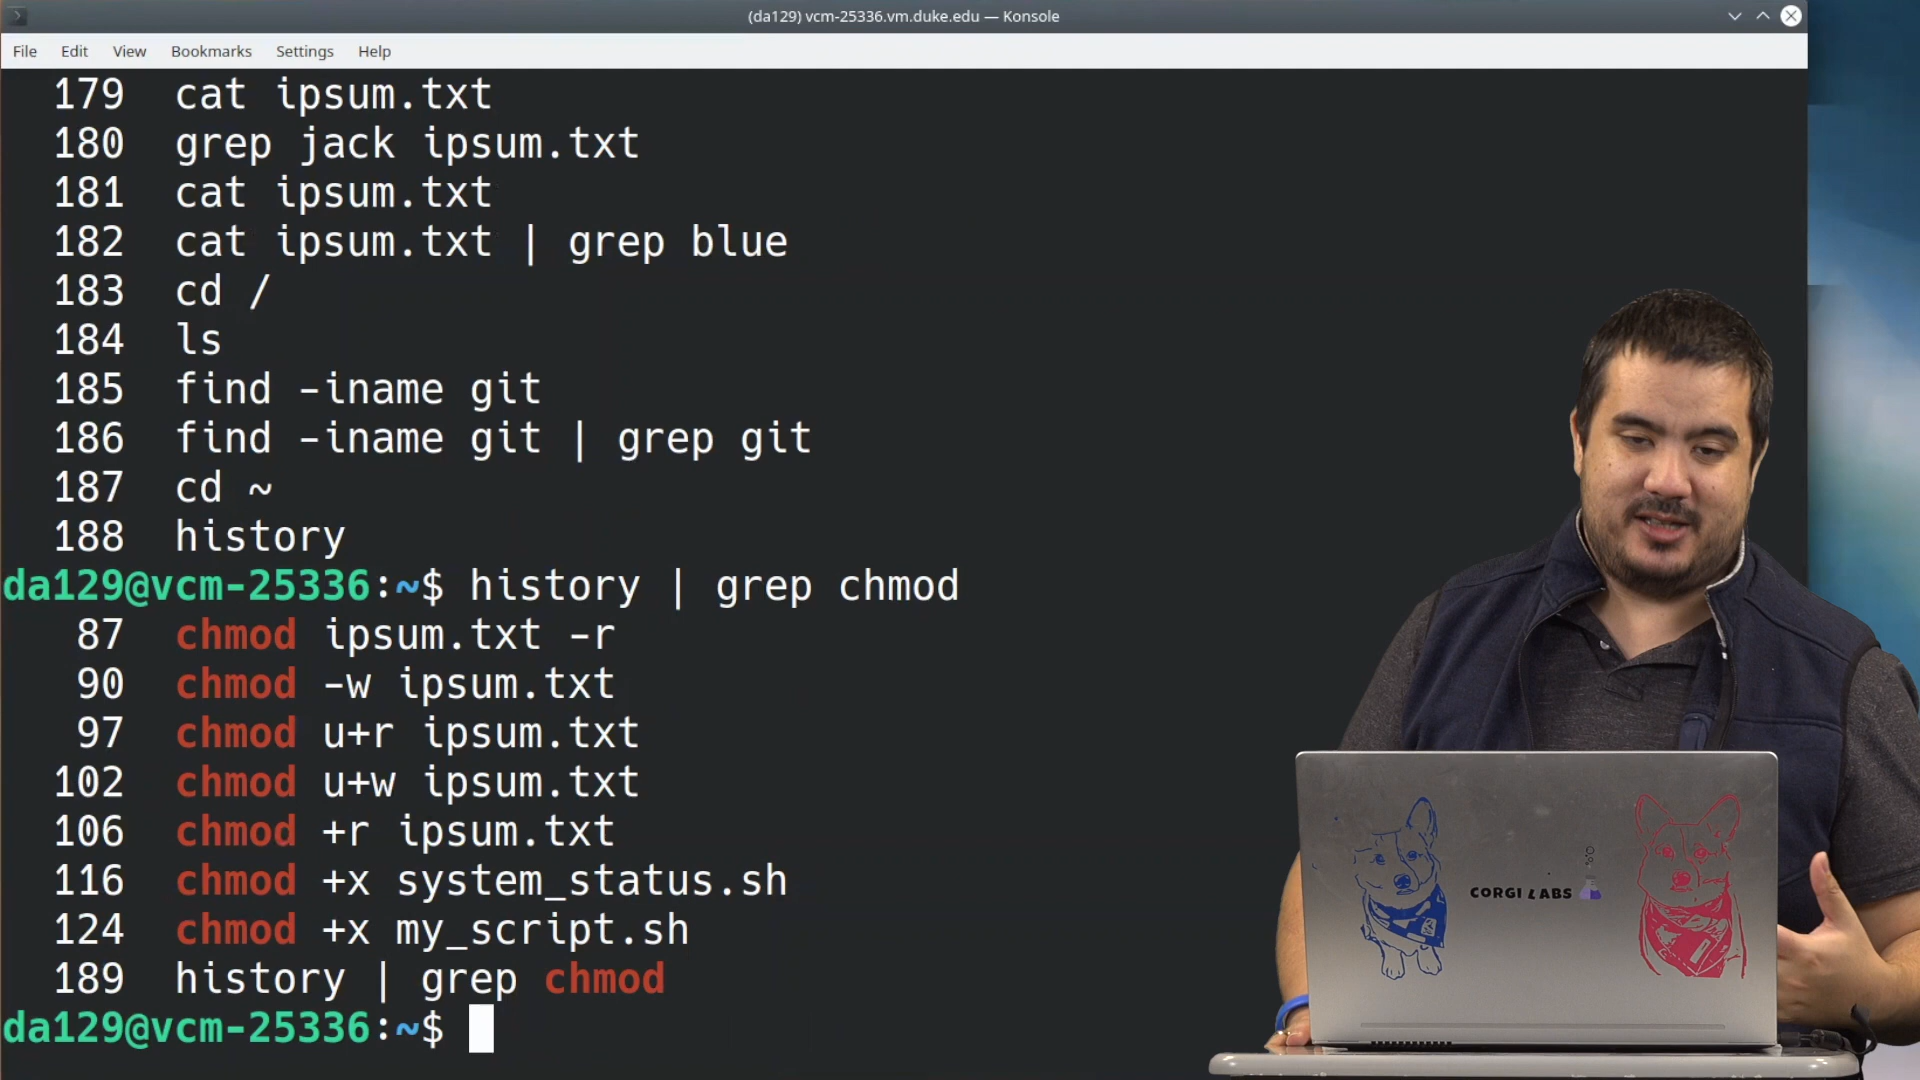 (da129) vcm-25336.vm.duke.edu — Konsole
File Edit View Bookmarks Settings Help
179 cat ipsum.txt
180 grep jack ipsum.txt
181 cat ipsum.txt
182 cat ipsum.txt | grep blue
183 cd /
184 ls
185 find -iname git
186 find -iname git | grep git
187 cd ~
188 history
da129@vcm-25336:~$ history | grep chmod
87 chmod ipsum.txt -r
90 chmod -w ipsum.txt
97 chmod u+r ipsum.txt
102 chmod u+w ipsum.txt
106 chmod +r ipsum.txt
116 chmod +x system_status.sh
124 chmod +x my_script.sh
189 history | grep chmod
da129@vcm-25336:~$
CORGI LABS